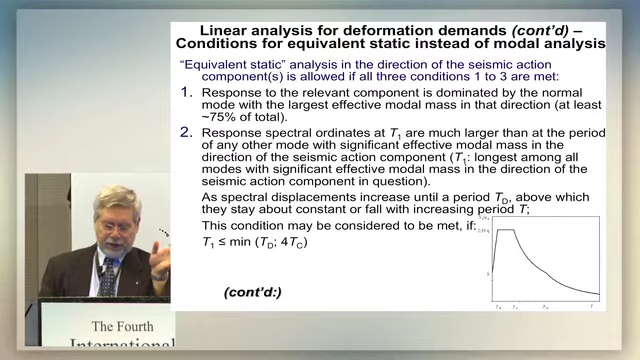 Linear analysis for deformation demands (cont'd) –
Conditions for equivalent static instead of modal analysis
“Equivalent static” analysis in the direction of the seismic action
component(s) is allowed if all three conditions 1 to 3 are met:
1. Response to the relevant component is dominated by the normal
mode with the largest effective modal mass in that direction (at least
~75% of total).
2. Response spectral ordinates at T1 are much larger than at the period
of any other mode with significant effective modal mass in the
direction of the seismic action component (T1: longest among all
modes with significant effective modal mass in the direction of the
seismic action component in question).
As spectral displacements increase until a period TD, above which
they stay about constant or fall with increasing period T;
This condition may be considered to be met, if:
T1 ≤ min (TD; 4TC)
(cont'd:)
The Fourth
International